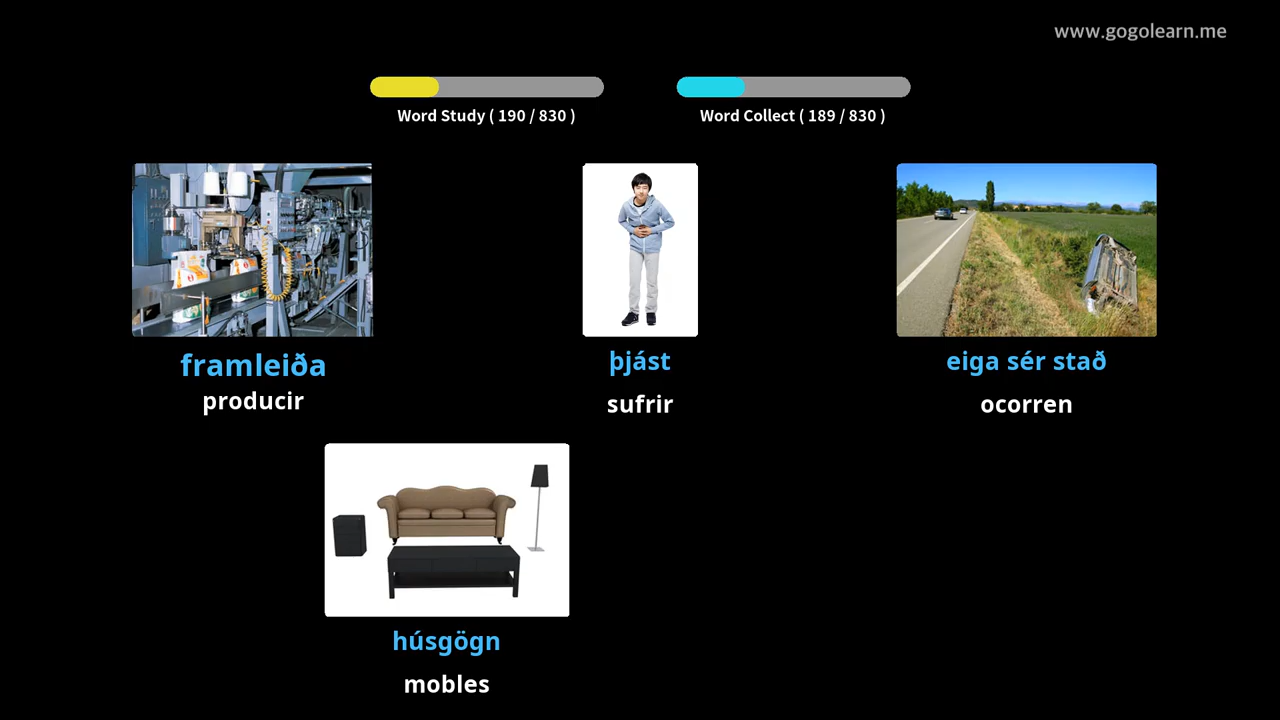 www.gogolearn.me
Word Study ( 190 / 830 )
Word Collect ( 189 / 830 )
framleiða
producir
þjást
sufrir
eiga sér stað
ocorren
húsgögn
mobles